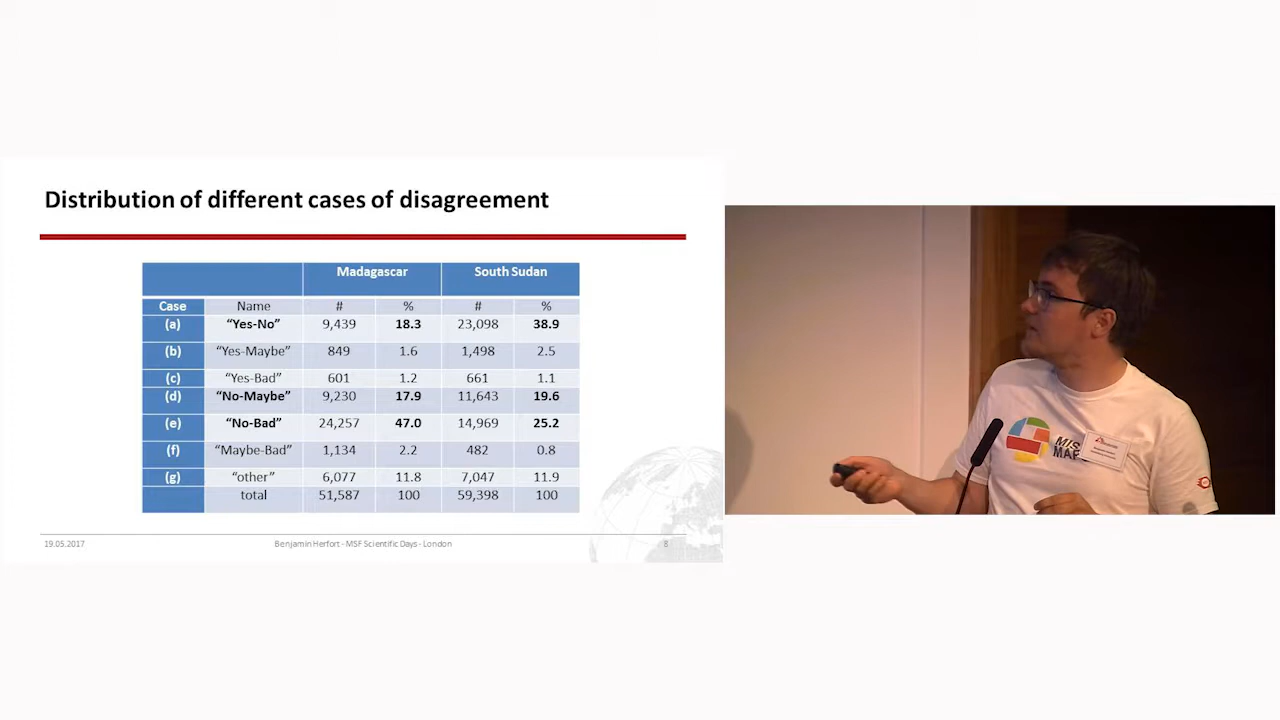 Distribution of different cases of disagreement
Madagascar South Sudan
Case Name # % # %
(a) “Yes-No” 9,439 18.3 23,098 38.9
(b) “Yes-Maybe” 849 1.6 1,498 2.5
(c) “Yes-Bad” 601 1.2 661 1.1
(d) “No-Maybe” 9,230 17.9 11,643 19.6
(e) “No-Bad” 24,257 47.0 14,969 25.2
(f) “Maybe-Bad” 1,134 2.2 482 0.8
(g) “other” 6,077 11.8 7,047 11.9
total 51,587 100 59,398 100
19.05.2017 Benjamin Herfort - MSF Scientific Days - London 8